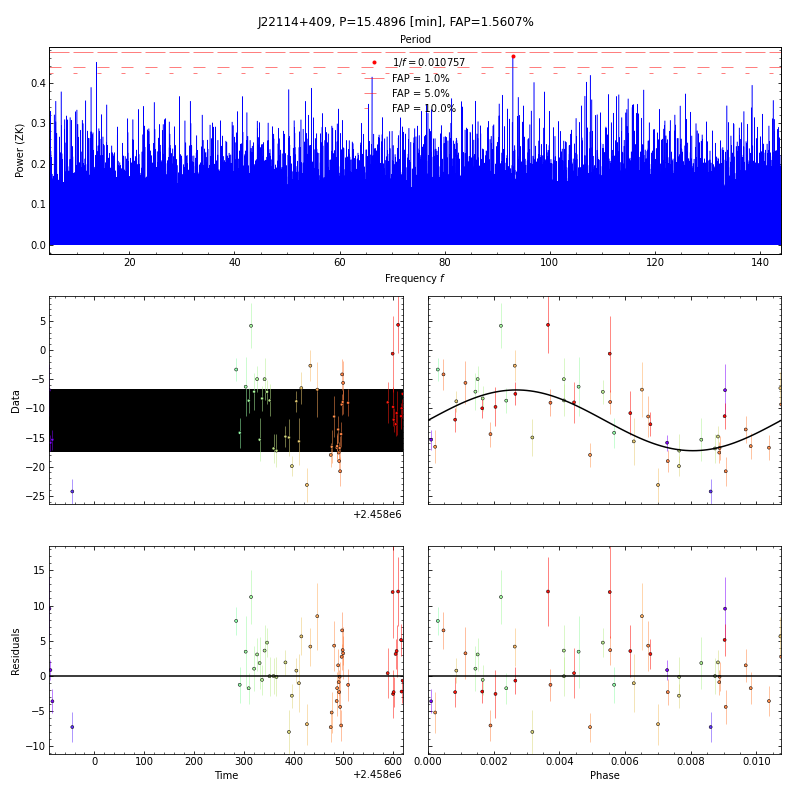 J22114+409, P=15.4896 [min], FAP=1.5607%
Period
1/f = 0.010757
FAP = 1.0%
FAP = 5.0%
FAP = 10.0%
Power (ZK)
0.4
0.3
0.2
0.1
0.0
20 40 60 80 100 120 140
Frequency f
Data
5
0
−5
−10
−15
−20
−25
+2.458e6
Residuals
15
10
5
0
−5
−10
0 100 200 300 400 500 600
Time
+2.458e6
0.000 0.002 0.004 0.006 0.008 0.010
Phase